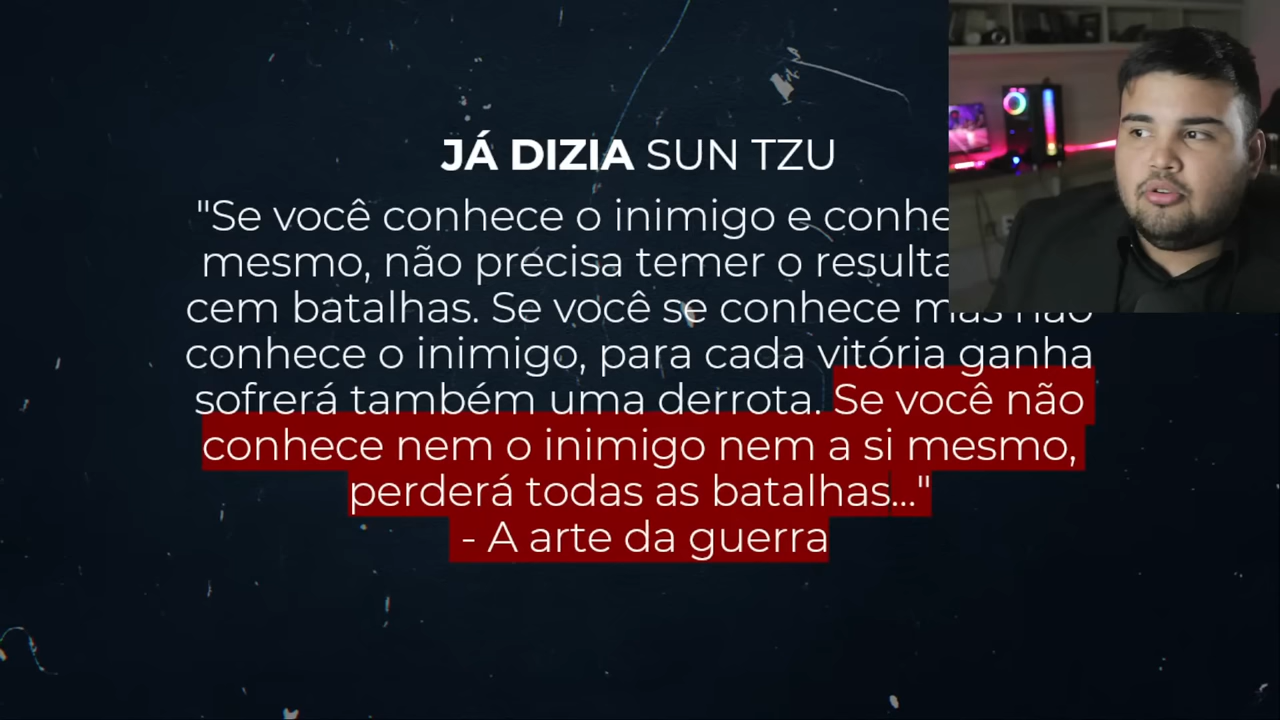 JÁ DIZIA SUN TZU
"Se você conhece o inimigo e
mesmo, não precisa temer o
cem batalhas. Se você se conhece mas não
conhece o inimigo, para cada vitória ganha
sofrerá também uma derrota. Se você não
conhece nem o inimigo nem a si mesmo,
perderá todas as batalhas..."
- A arte da guerra